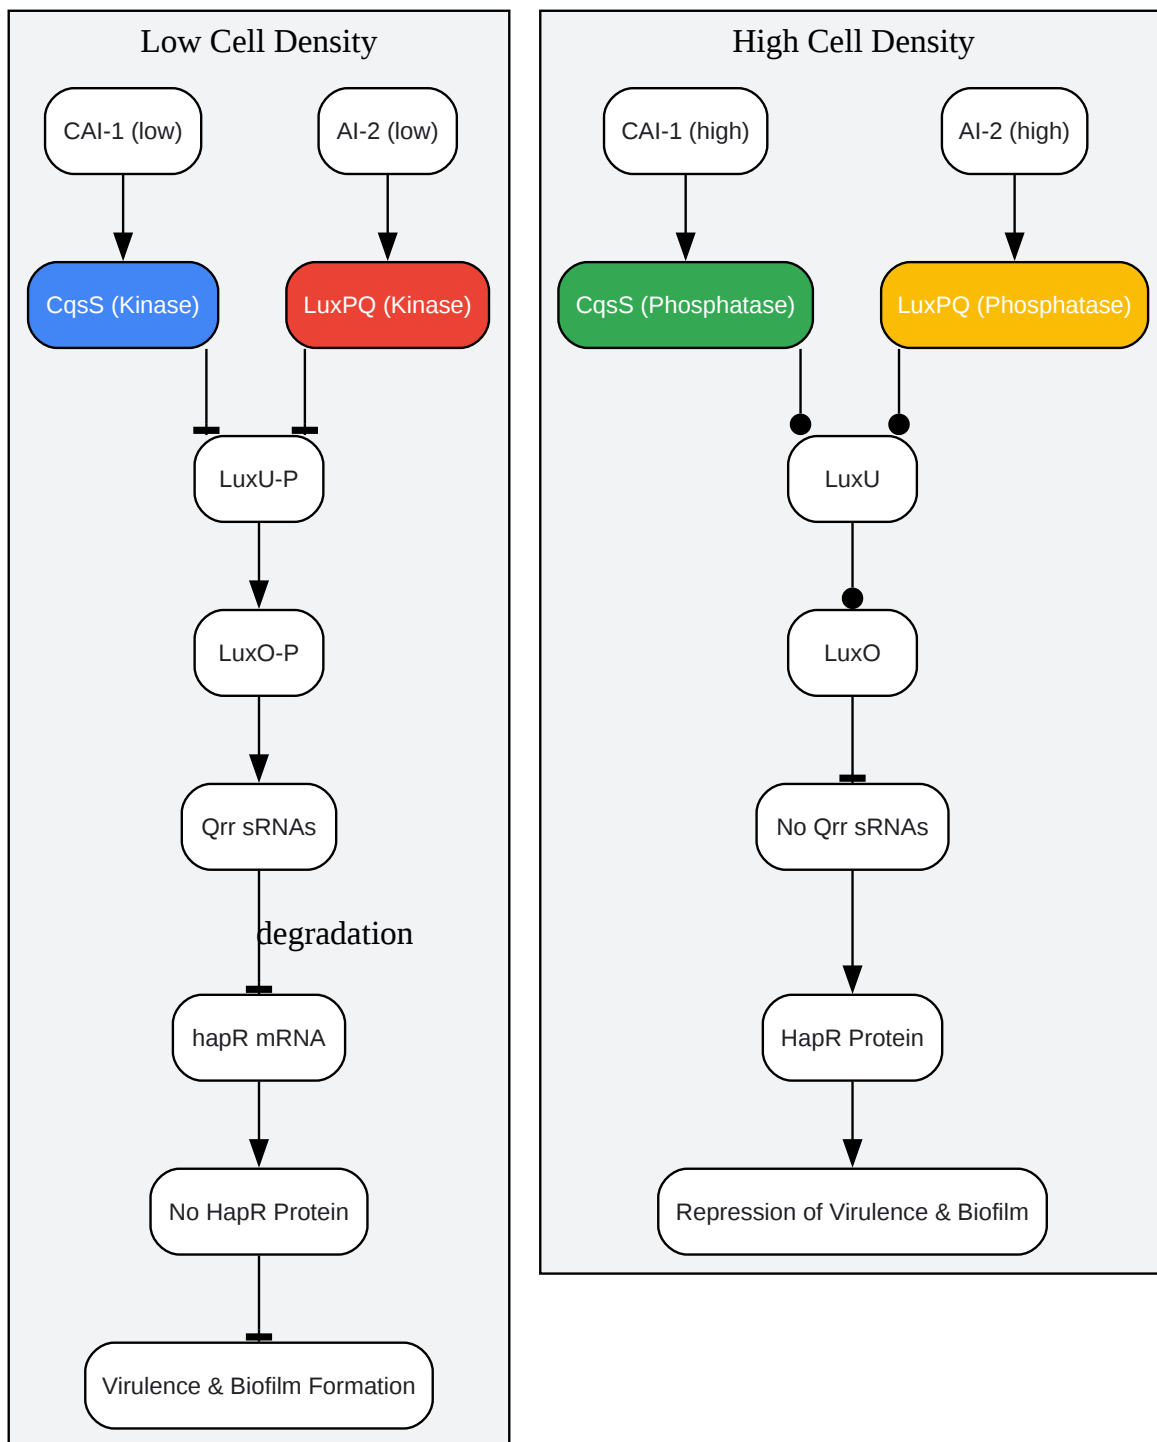 Low Cell Density
CAI-1 (low)
AI-2 (low)
CqsS (Kinase)
LuxPQ (Kinase)
LuxU-P
LuxO-P
Qrr sRNAs
degradation
hapR mRNA
No HapR Protein
Virulence & Biofilm Formation
High Cell Density
CAI-1 (high)
AI-2 (high)
CqsS (Phosphatase)
LuxPQ (Phosphatase)
LuxU
LuxO
No Qrr sRNAs
HapR Protein
Repression of Virulence & Biofilm